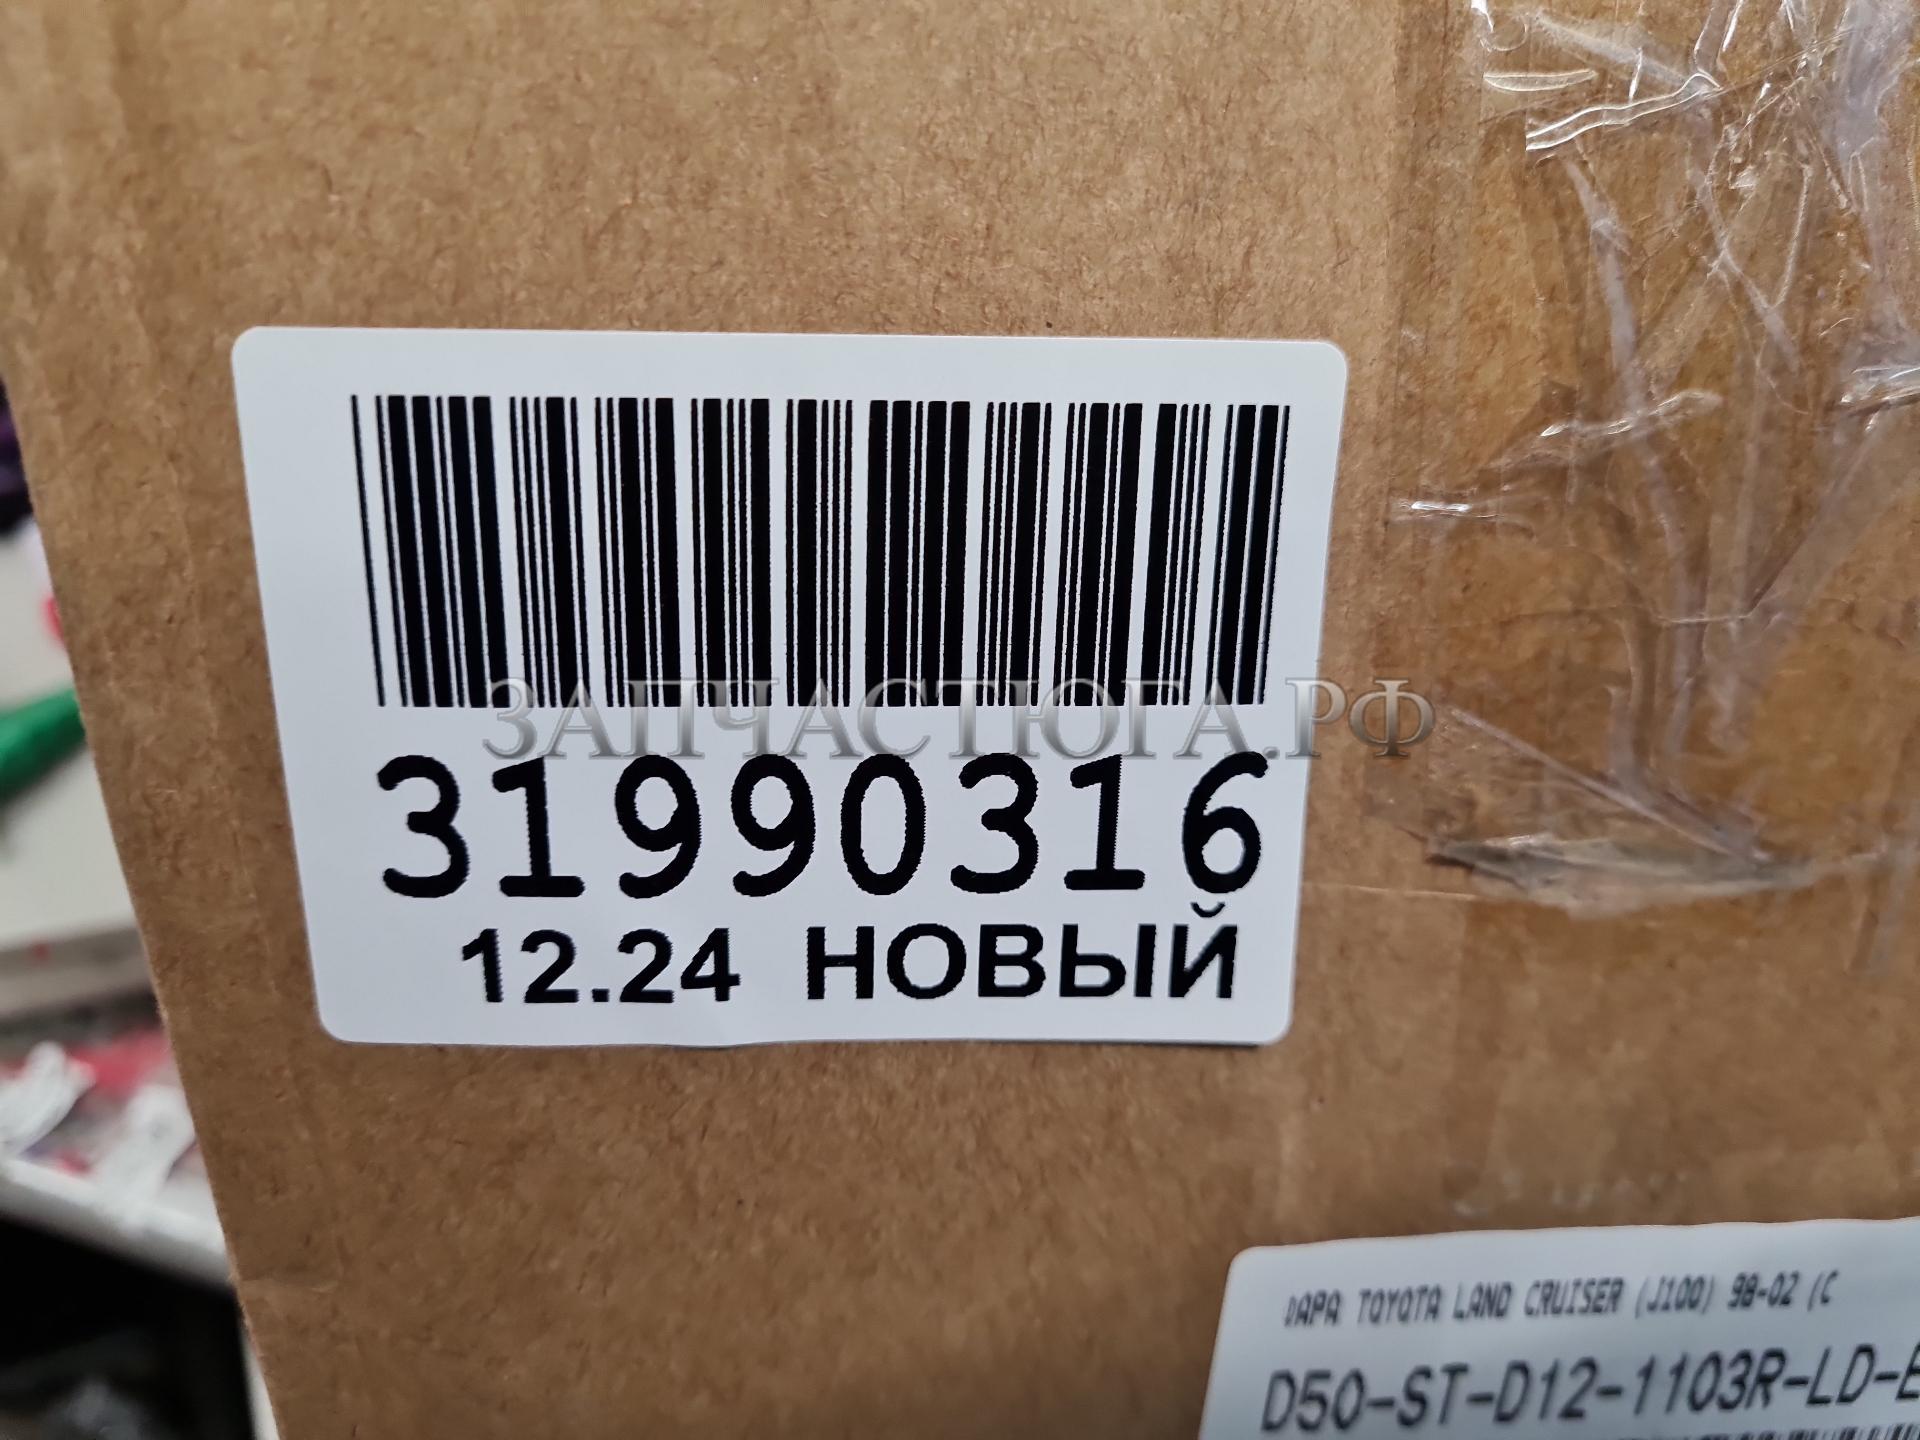 ЗАПЧАСТЮГА.РФ
31990316
12.24 НОВЫЙ
ФАРА TOYOTA LAND CRUISER (J100) 98-02 (С
D50-ST-D12-1103R-LD-E